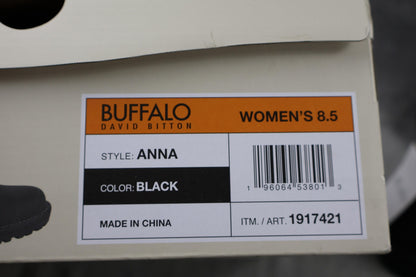 BUFFALO
DAVID BITTON
WOMEN'S 8.5
STYLE: ANNA
COLOR: BLACK
1 96064 53801 3
MADE IN CHINA
ITM. / ART. 1917421